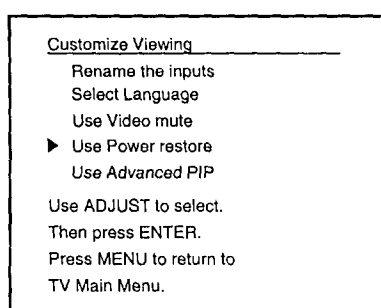 Customize Viewing
Rename the inputs
Select Language
Use Video mute
▶ Use Power restore
Use Advanced PIP
Use ADJUST to select.
Then press ENTER.
Press MENU to return to
TV Main Menu.